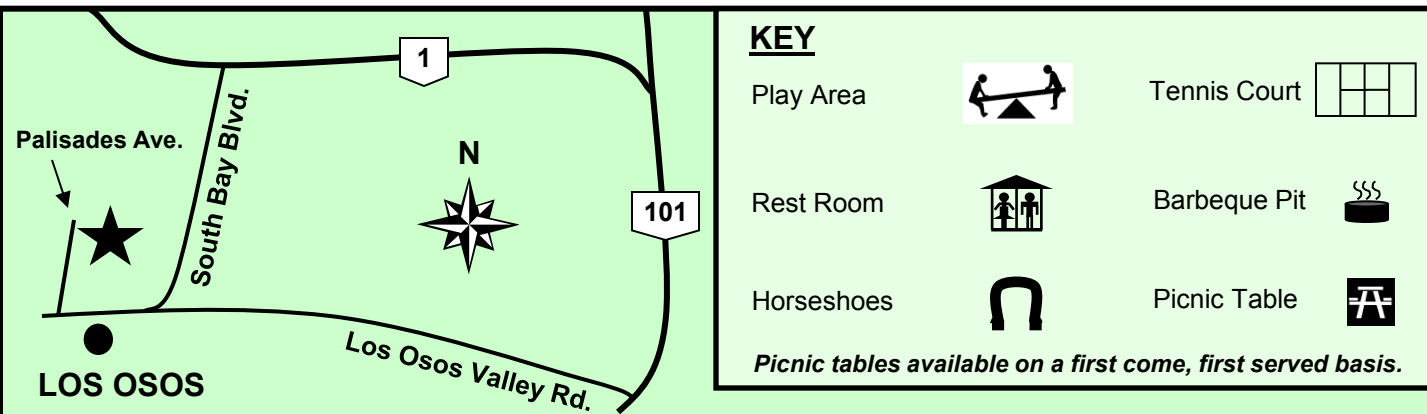 1
Palisades Ave.
South Bay Blvd.
N
101
LOS OSOS
Los Osos Valley Rd.
KEY
Play Area
Tennis Court
Rest Room
Barbeque Pit
Horseshoes
Picnic Table
Picnic tables available on a first come, first served basis.